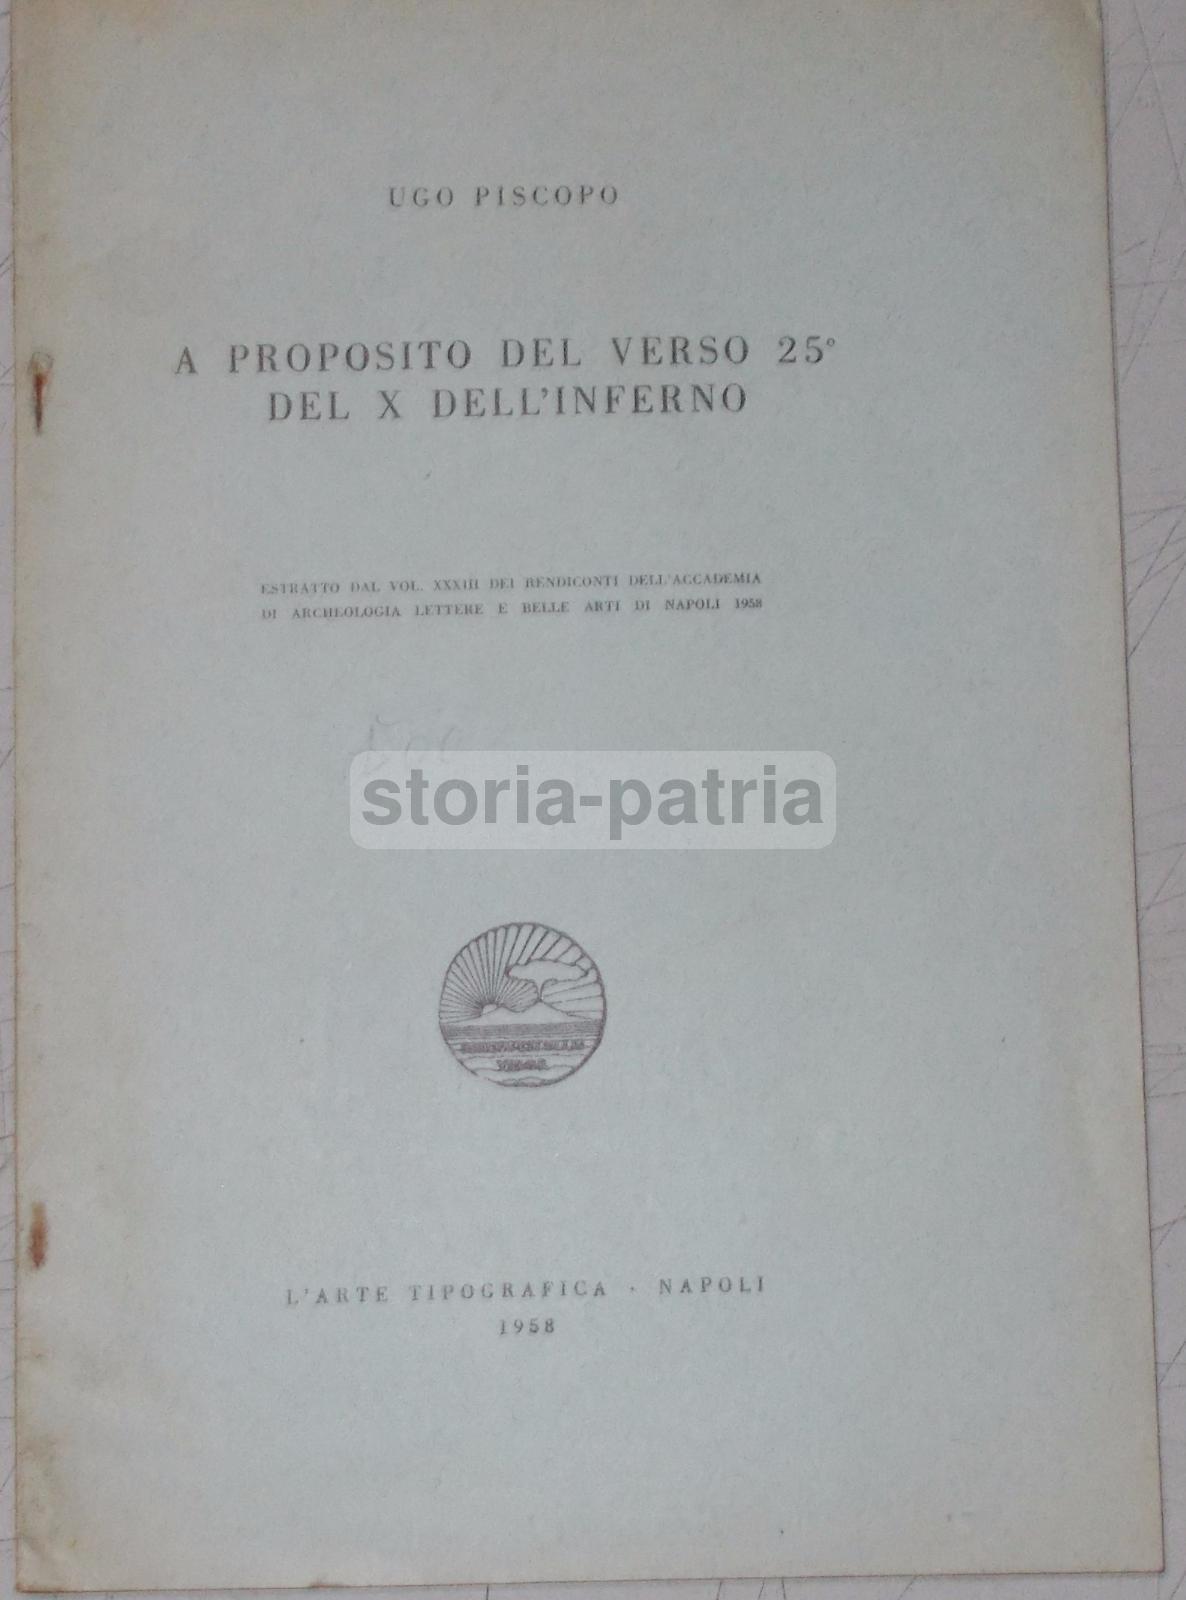 UGO PISCOPO
A PROPOSITO DEL VERSO 25°
DEL X DELL'INFERNO
ESTRATTO DAL VOL. XXXIII DEI RENDICONTI DELL'ACCADEMIA
DI ARCHEOLOGIA LETTERE E BELLE ARTI DI NAPOLI 1958
storia-patria
L'ARTE TIPOGRAFICA · NAPOLI
1958